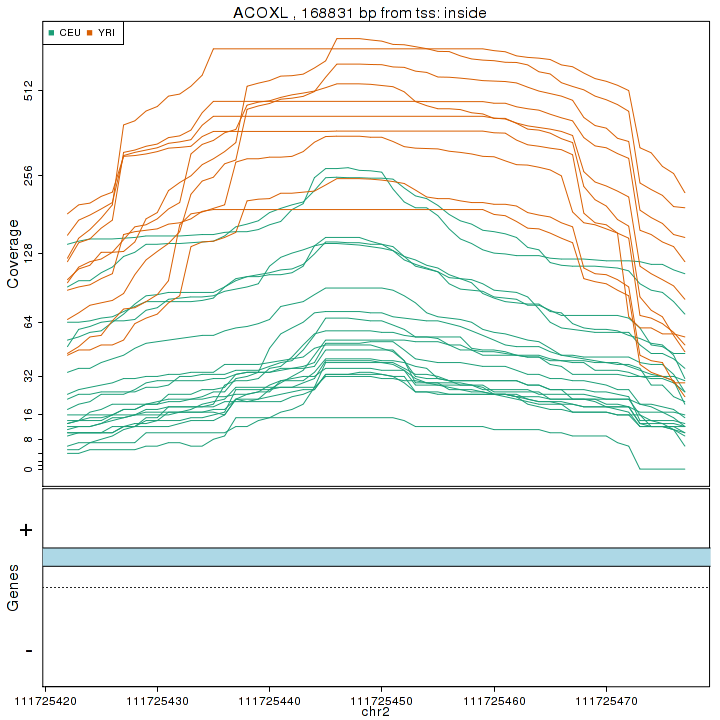 ACOXL , 168831 bp from tss: inside
CEU YRI
Coverage
512
256
128
64
32
16
8
0
Genes
+
-
111725420 111725430 111725440 111725450 111725460 111725470
chr2